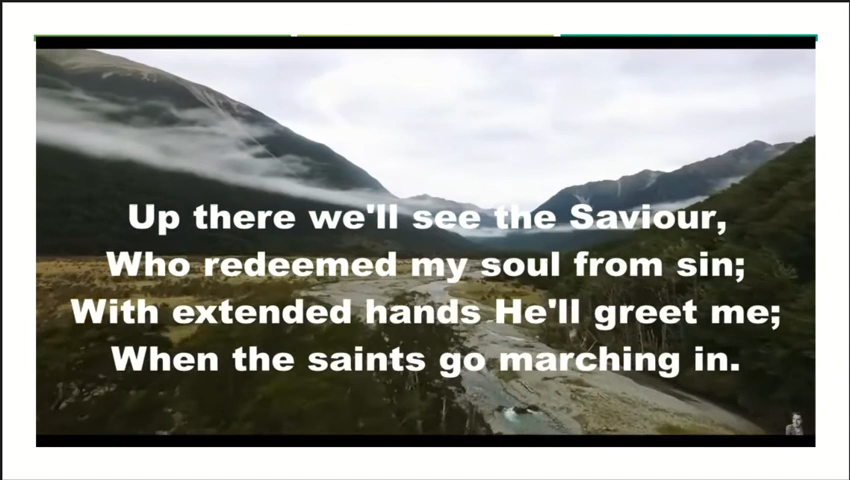 Up there we'll see the Saviour,
Who redeemed my soul from sin;
With extended hands He'll greet me;
When the saints go marching in.